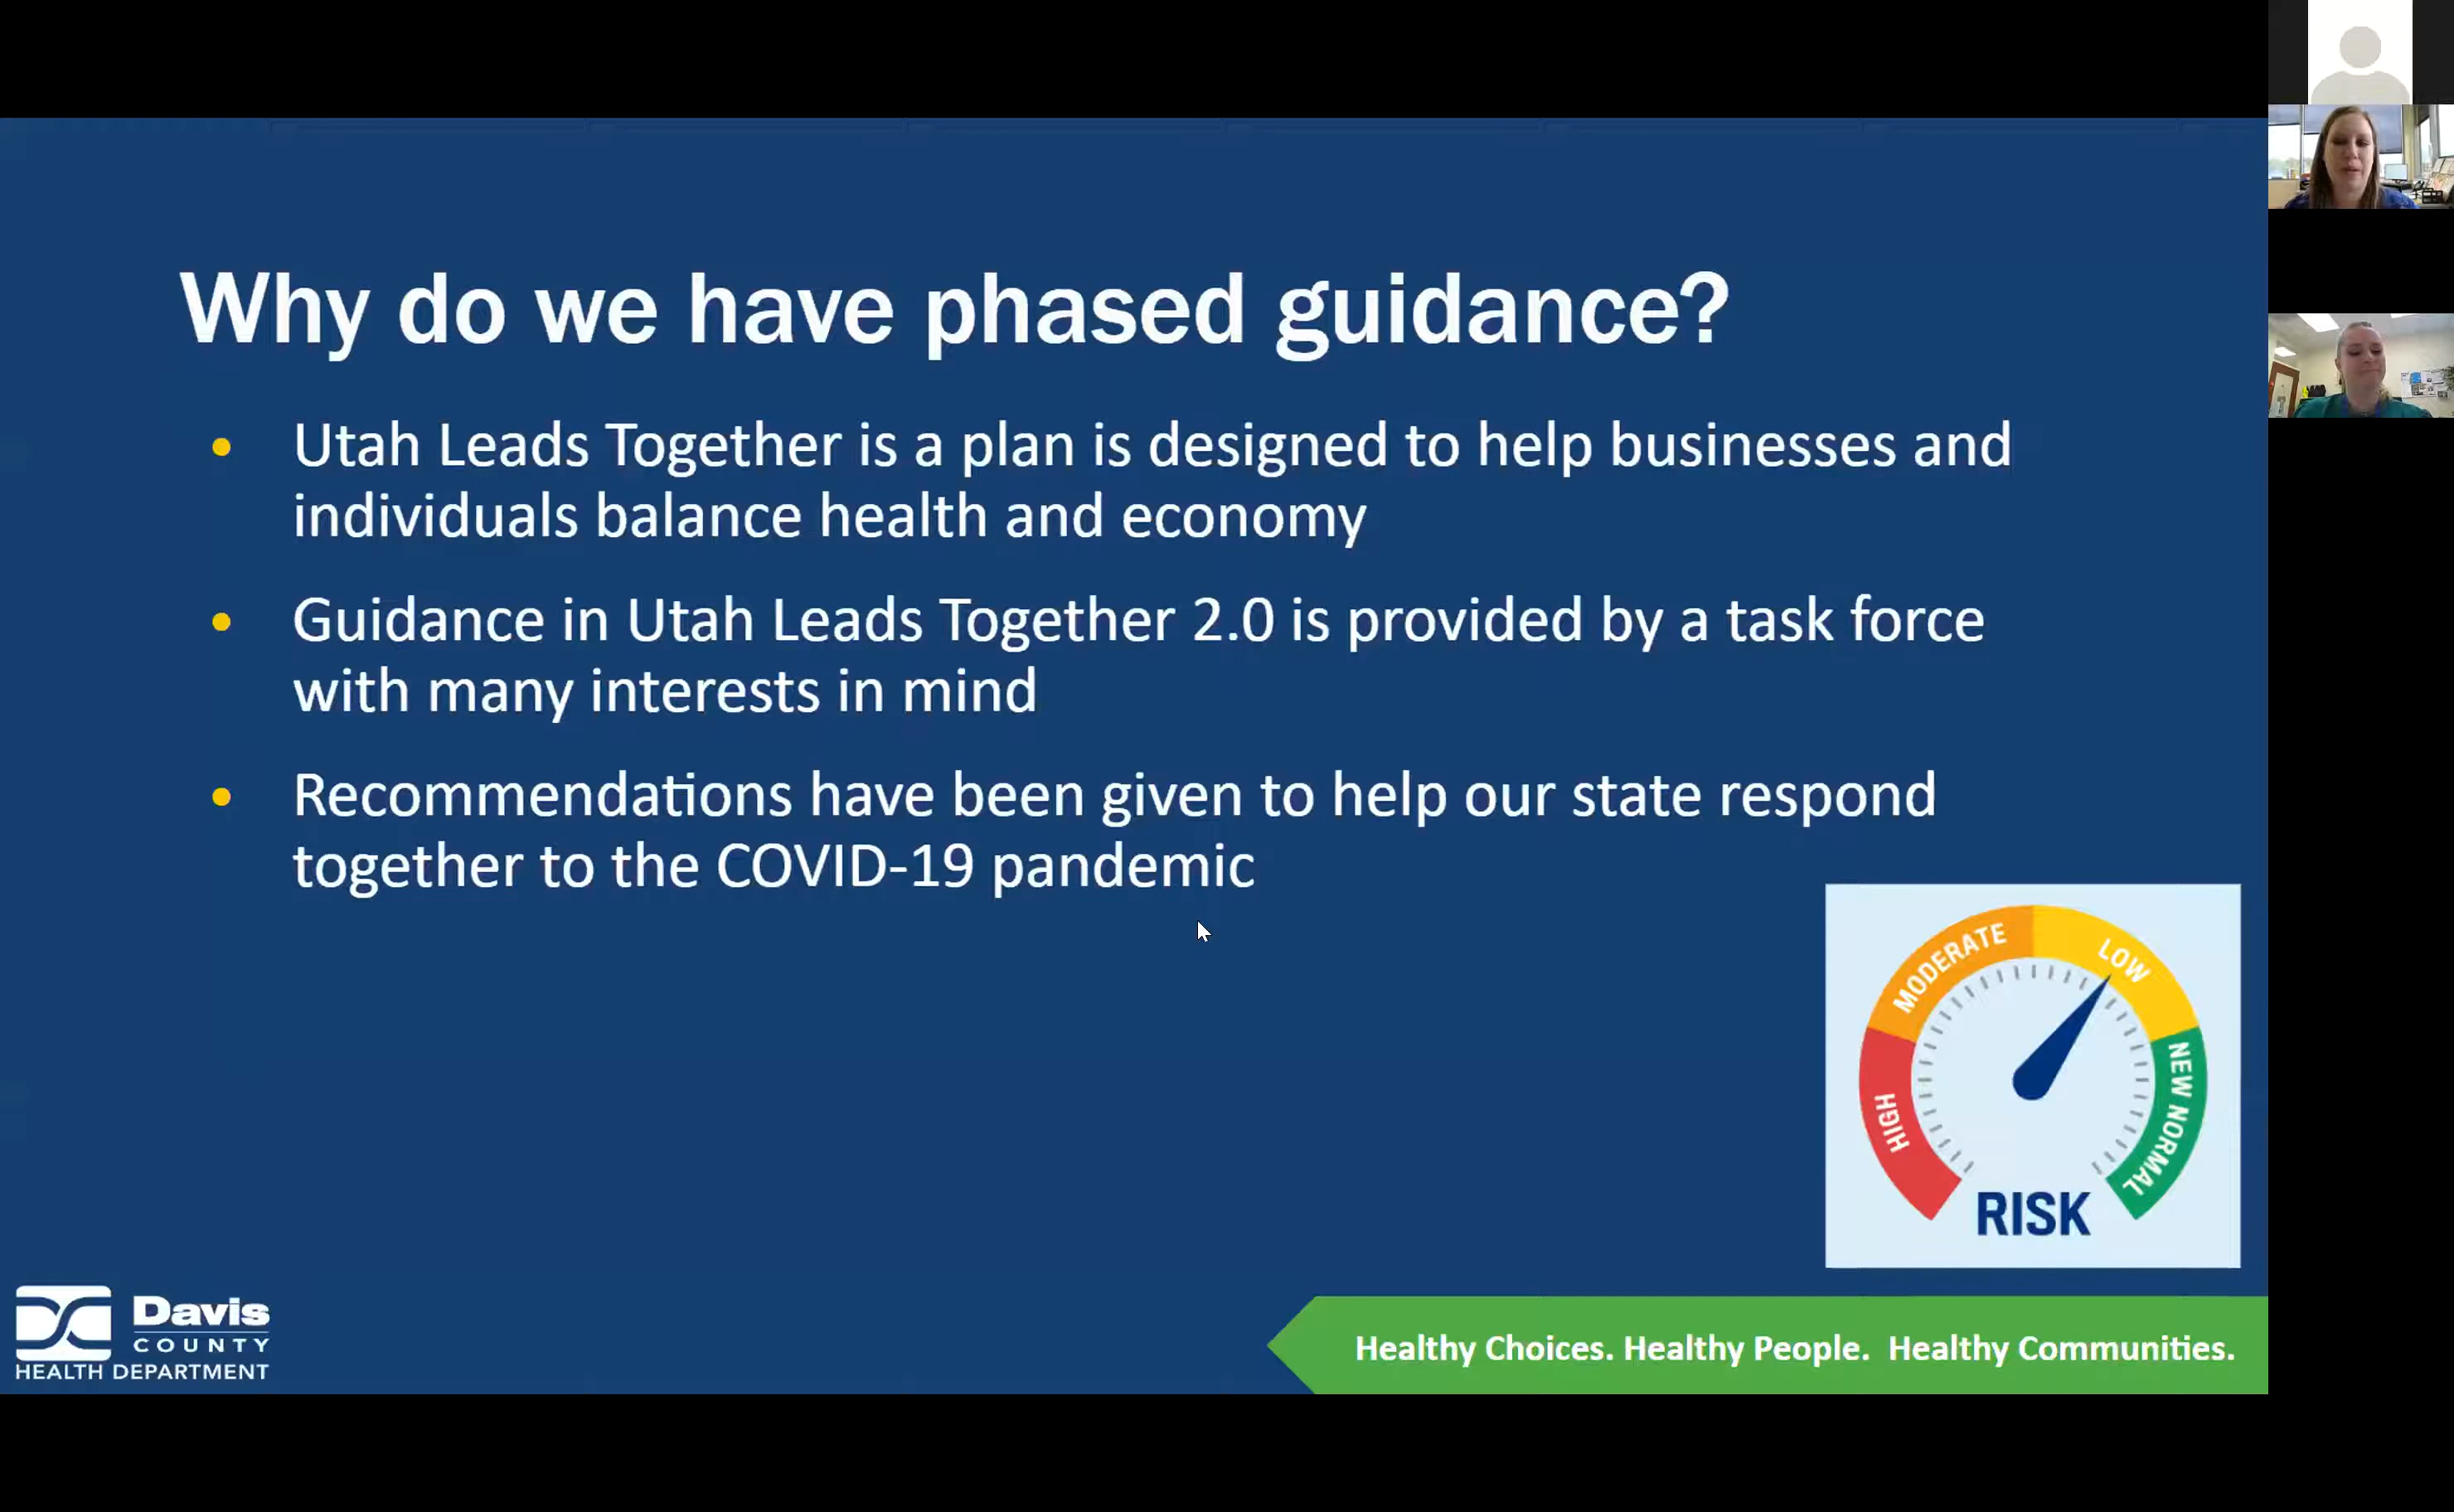 Why do we have phased guidance?
Utah Leads Together is a plan is designed to help businesses and
individuals balance health and economy
Guidance in Utah Leads Together 2.0 is provided by a task force
with many interests in mind
Recommendations have been given to help our state respond
together to the COVID-19 pandemic
HIGH
MODERATE
LOW
NEW NORMAL
RISK
Davis
COUNTY
HEALTH DEPARTMENT
Healthy Choices. Healthy People. Healthy Communities.